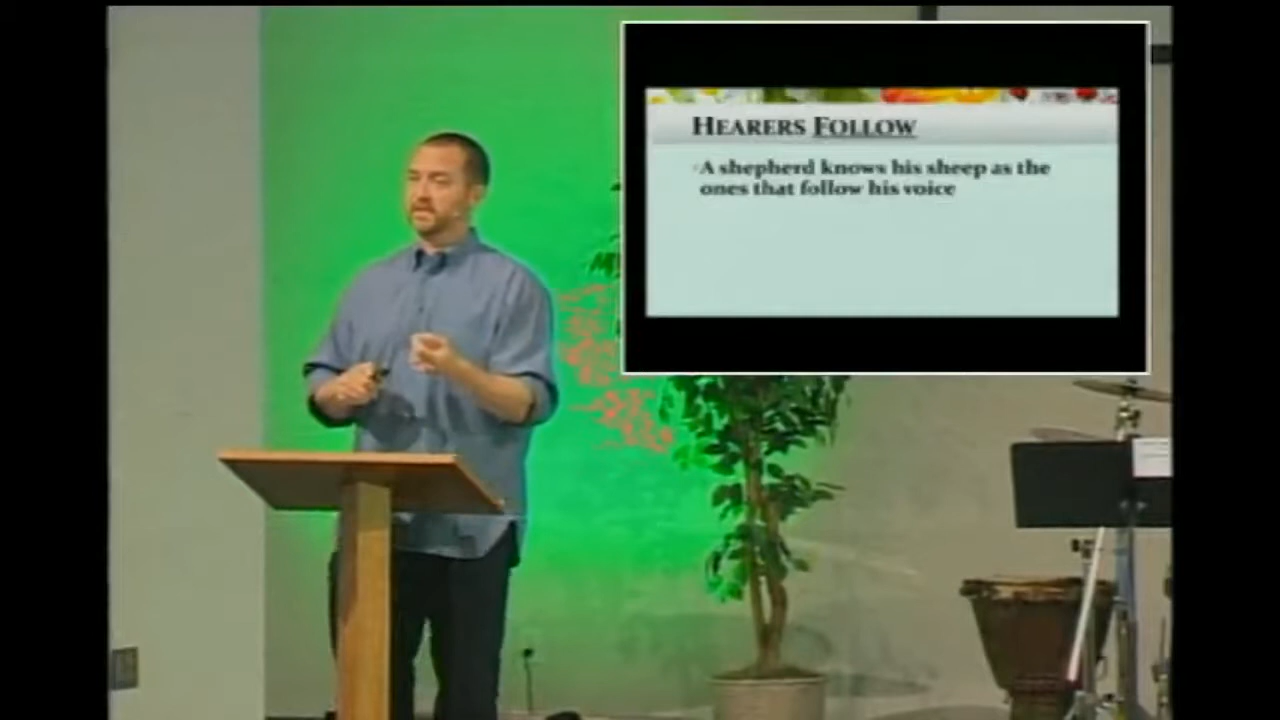 HEARERS FOLLOW
A shepherd knows his sheep as the
ones that follow his voice